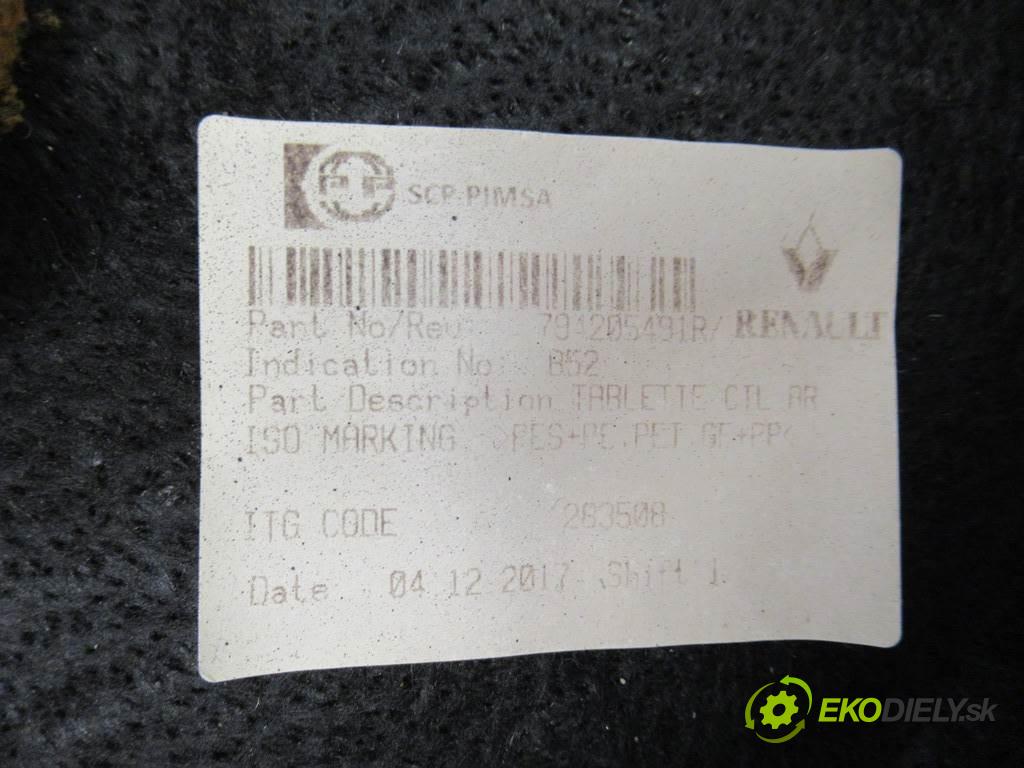 SCP-PIMSA
Part No/Rev: 794205491R/
RENAULT
Indication No: B52
Part Description TABLETTE CTL AR
ISO MARKING >PES+PE.PET GF+PP<
ITG CODE 283508
Date 04.12.2017 Shift 1
EKODIELY.sk